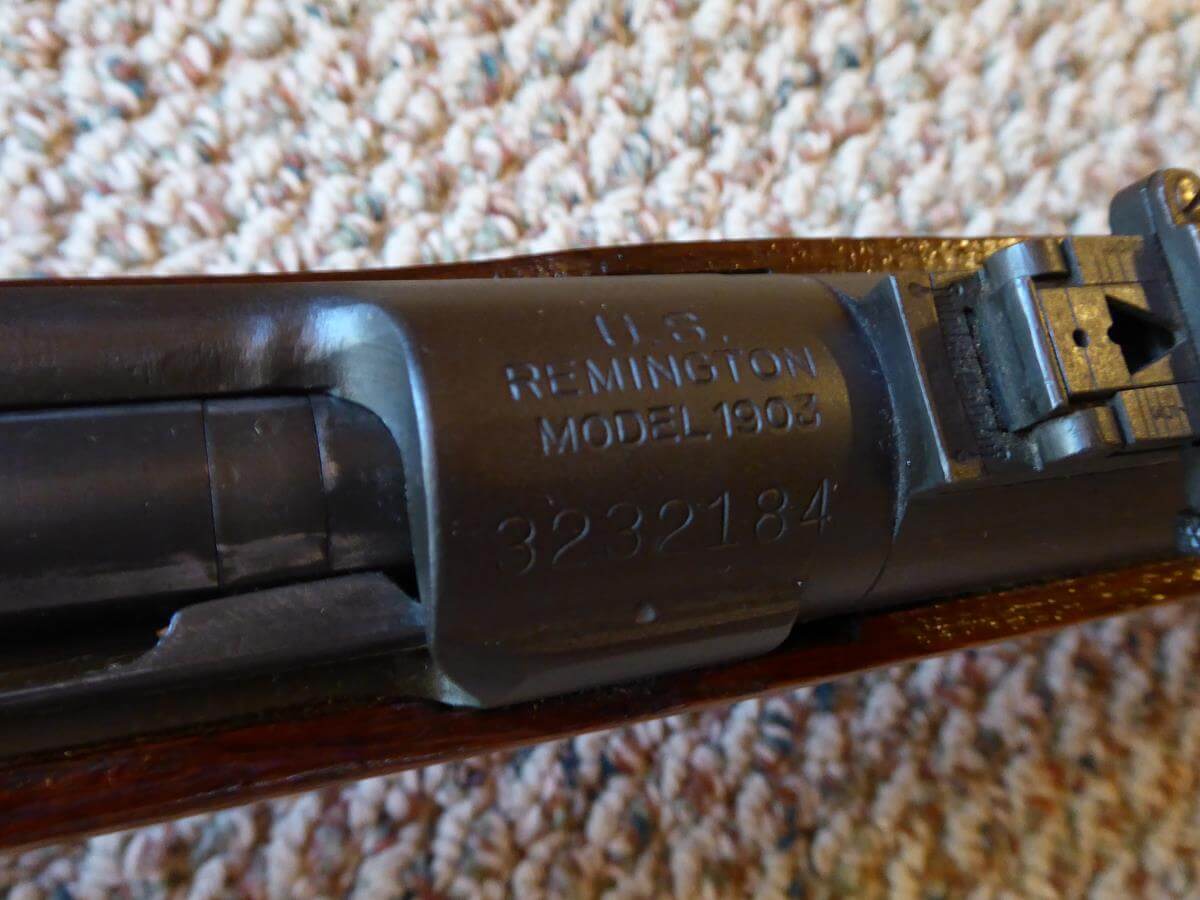 U.S.
REMINGTON
MODEL 1903
3232184